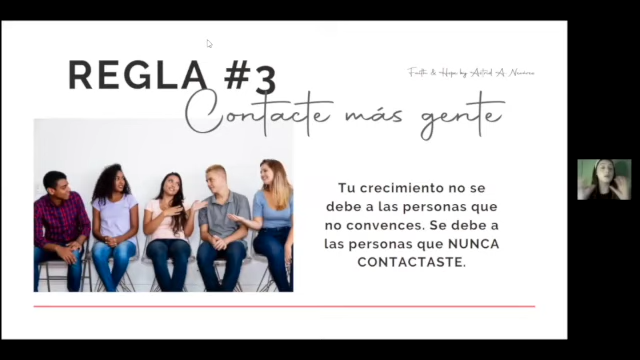 REGLA #3
Faith & Hope by Astrid A.
Contacte más gente
Tu crecimiento no se
debe a las personas que
no convences. Se debe a
las personas que NUNCA
CONTACTASTE.